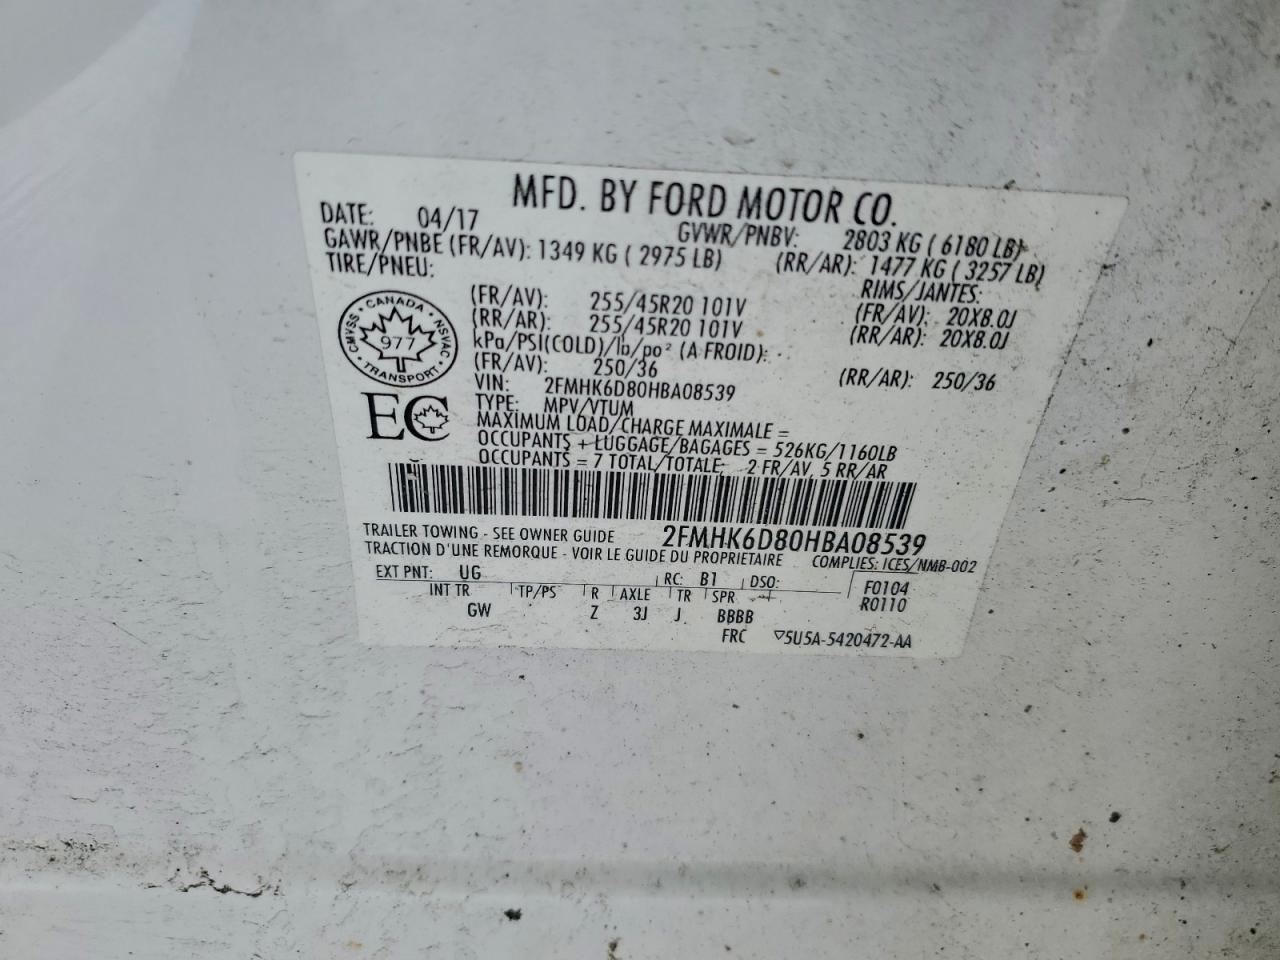 MFD. BY FORD MOTOR CO.
DATE: 04/17 GVWR/PNBV: 2803 KG ( 6180 LB)
GAWR/PNBE (FR/AV): 1349 KG ( 2975 LB) (RR/AR): 1477 KG ( 3257 LB)
TIRE/PNEU: RIMS/JANTES:
(FR/AV): 255/45R20 101V (FR/AV): 20X8.0J
(RR/AR): 255/45R20 101V (RR/AR): 20X8.0J
kPa/PSI(COLD)/lb/po² (A FROID):
(FR/AV): 250/36 (RR/AR): 250/36
CANADA
CMVSS NSVAC
977
TRANSPORT
VIN: 2FMHK6D80HBA08539
TYPE: MPV/VTUM
EC
MAXIMUM LOAD/CHARGE MAXIMALE =
OCCUPANTS + LUGGAGE/BAGAGES = 526KG/1160LB
OCCUPANTS = 7 TOTAL/TOTALE, 2 FR/AV, 5 RR/AR
TRAILER TOWING - SEE OWNER GUIDE 2FMHK6D80HBA08539
TRACTION D'UNE REMORQUE - VOIR LE GUIDE DU PROPRIETAIRE COMPLIES: ICES/NMB-002
EXT PNT: UG RC: B1 DSO: F0104
INT TR TP/PS R AXLE TR SPR R0110
GW Z 3J J BBBB
FRC ▽5U5A-5420472-AA